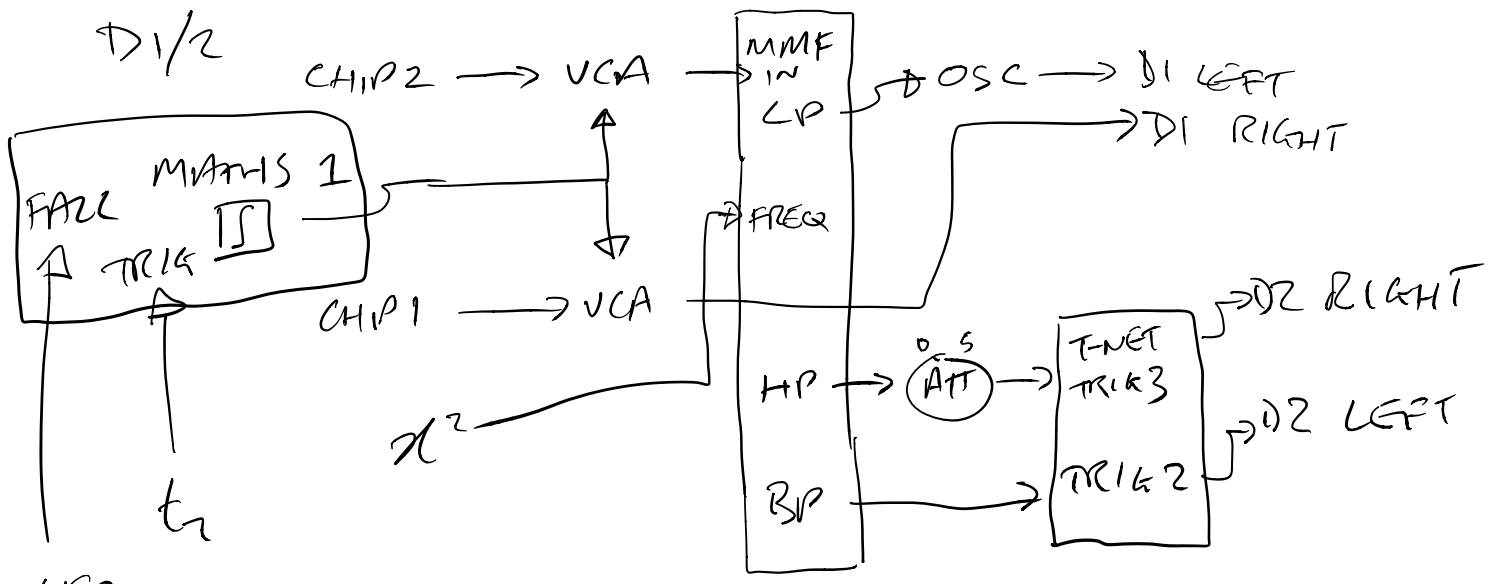 D1/2
CHIP2 → VCA → MMF
IN
LP → OSC → D1 LEFT
→ D1 RIGHT
MATHS 1
FALL
TRIG
FREQ
CHIP1 → VCA
x²
t₂
HP → ATT →
0 5
BP →
T-NET
TRIG3
TRIG2
→ D2 RIGHT
→ D2 LEFT